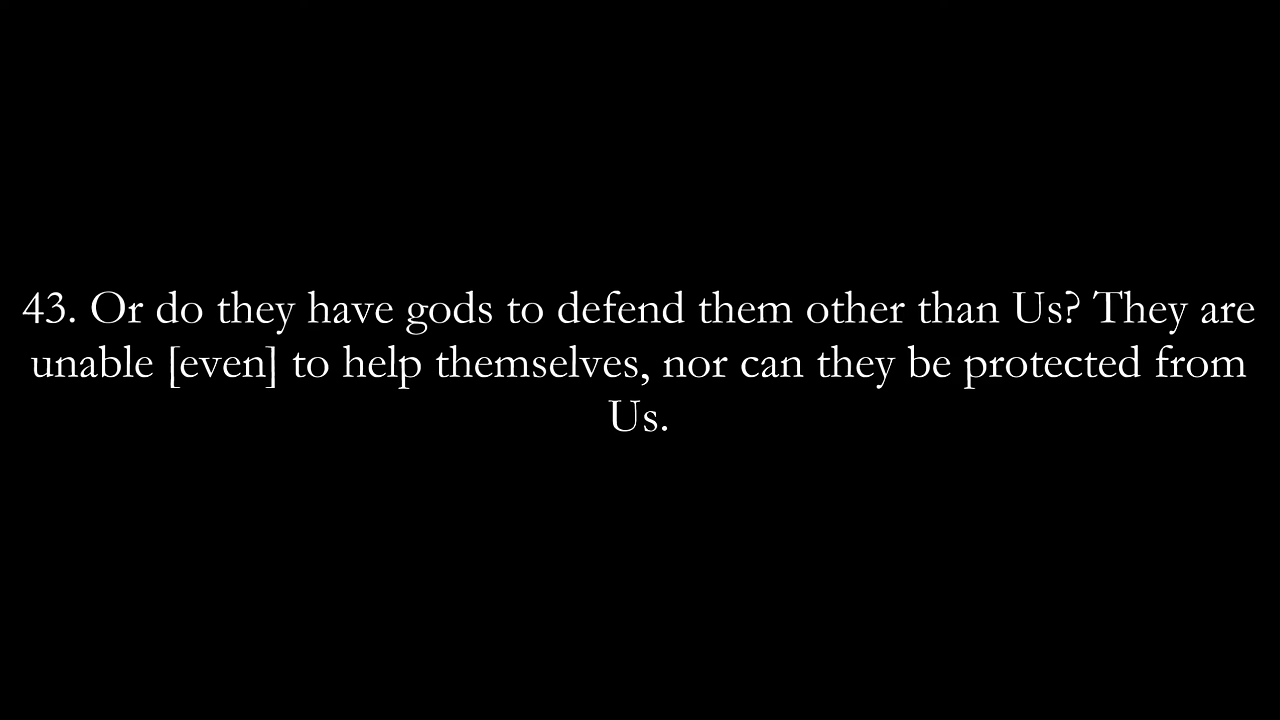 43. Or do they have gods to defend them other than Us? They are
unable [even] to help themselves, nor can they be protected from
Us.